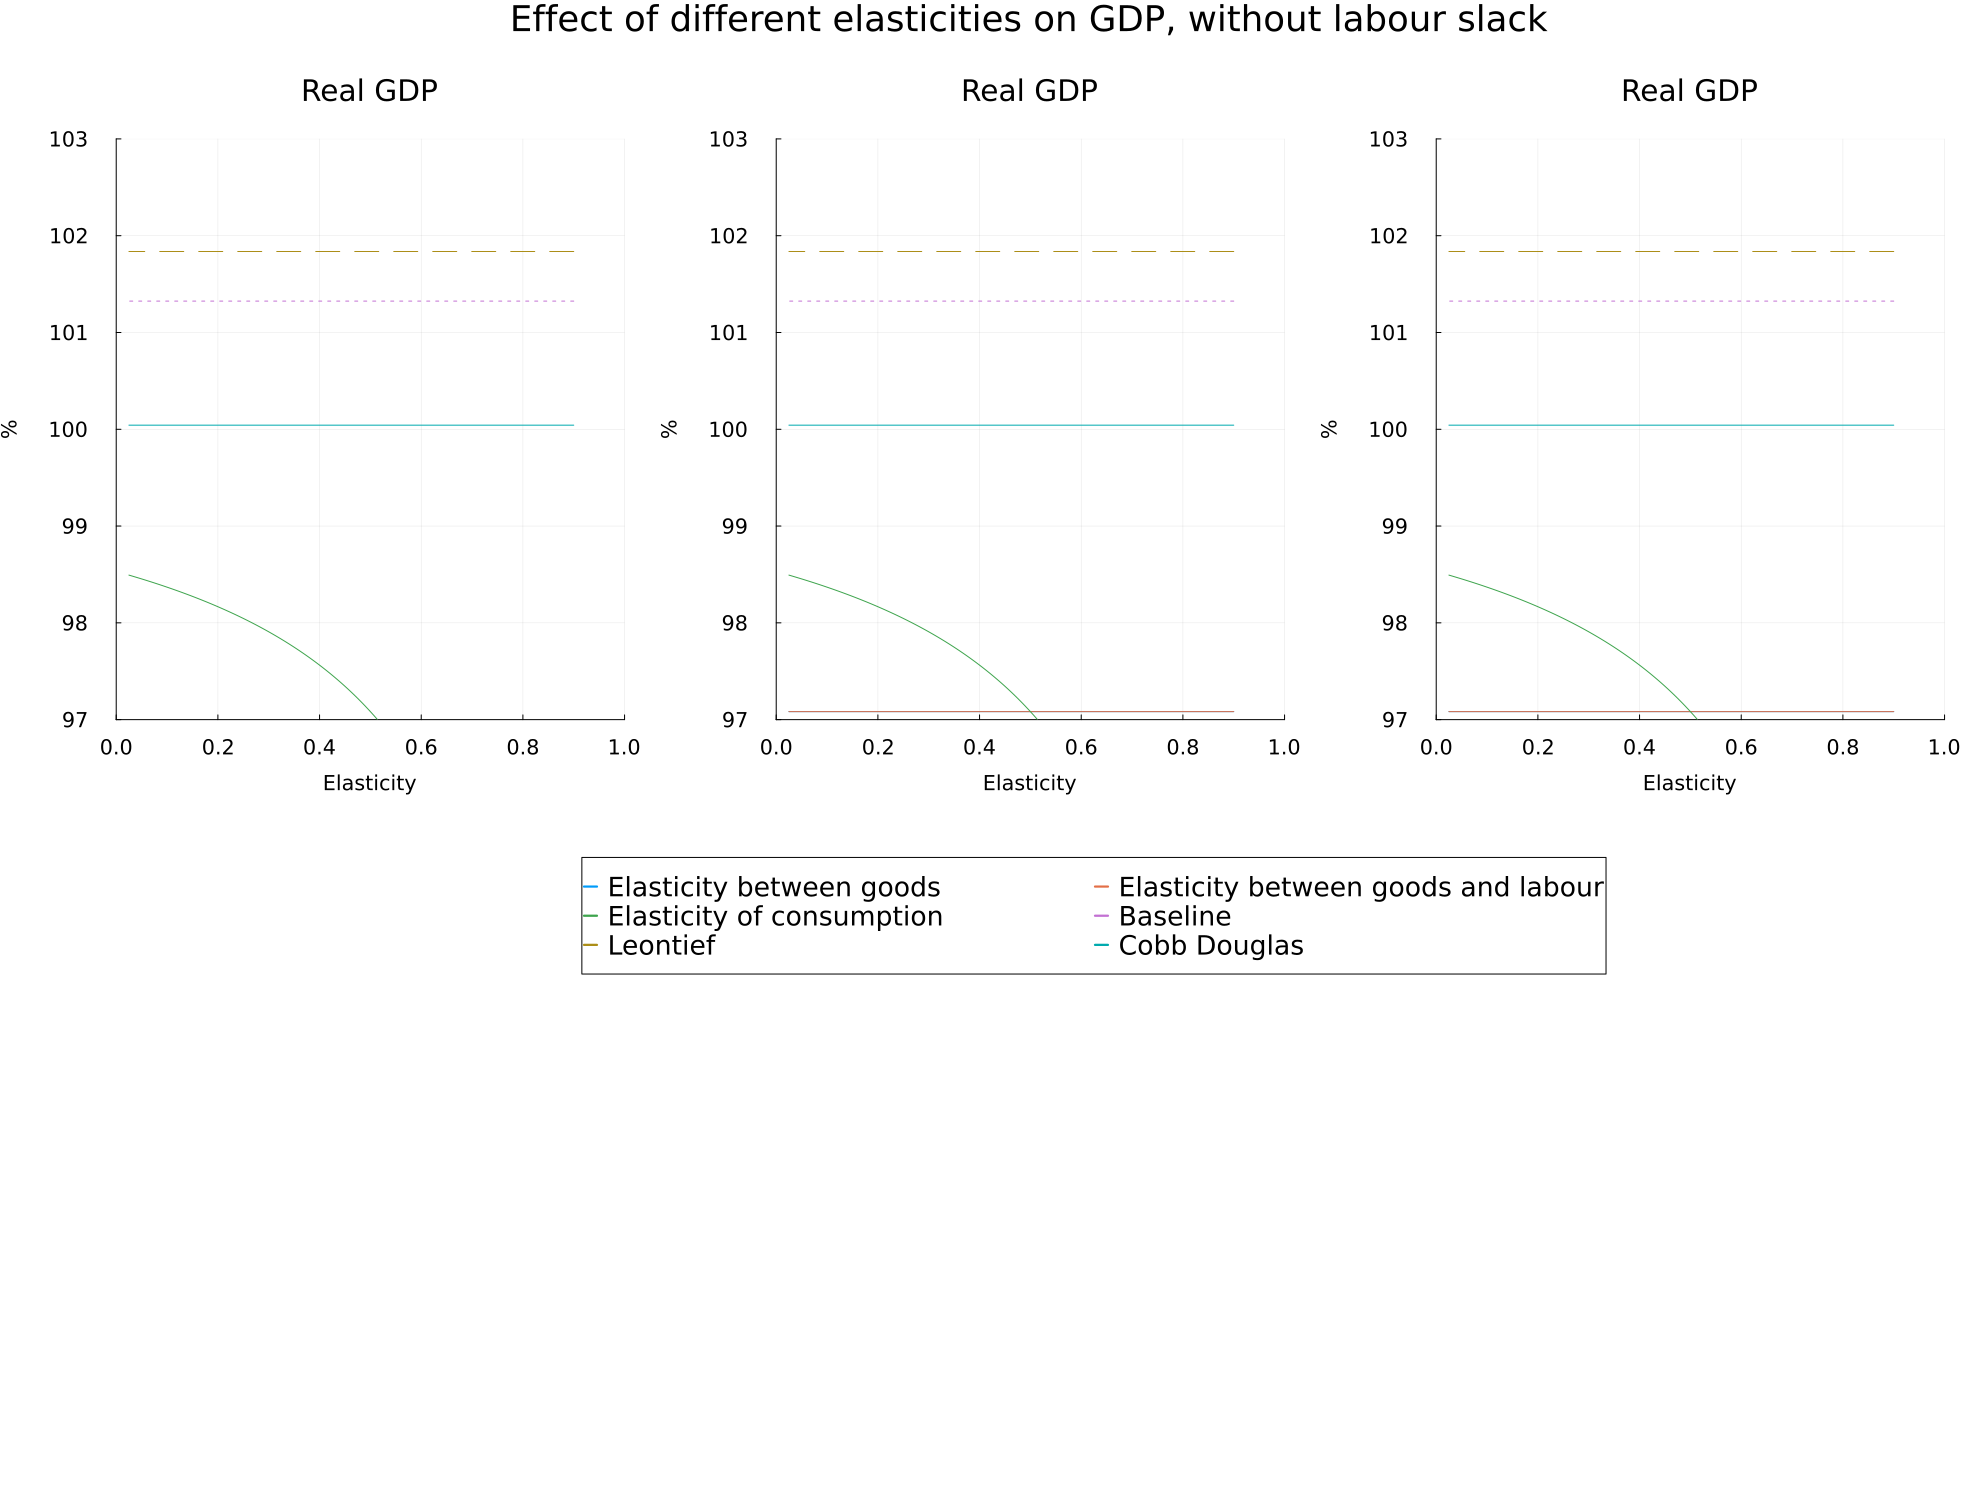 Effect of different elasticities on GDP, without labour slack
Real GDP
Real GDP
Real GDP
103
102
101
100
99
98
97
%
0.0 0.2 0.4 0.6 0.8 1.0
Elasticity
103
102
101
100
99
98
97
%
0.0 0.2 0.4 0.6 0.8 1.0
Elasticity
103
102
101
100
99
98
97
%
0.0 0.2 0.4 0.6 0.8 1.0
Elasticity
Elasticity between goods
Elasticity between goods and labour
Elasticity of consumption
Baseline
Leontief
Cobb Douglas